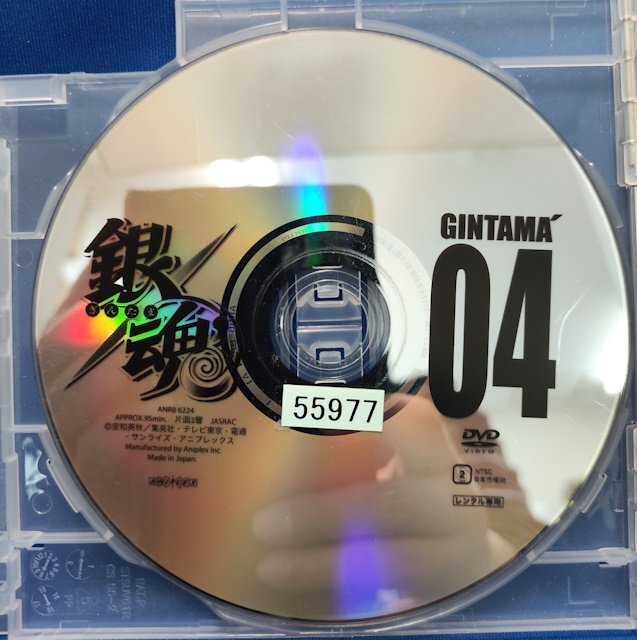 銀魂
ぎんたま
GINTAMA'
04
ANRB 6224
APPROX.95min. 片面2層 JASRAC
©空知英秋/集英社・テレビ東京・電通
・サンライズ・アニプレックス
Manufactured by Aniplex Inc.
Made in Japan.
55977
DVD
VIDEO
2
NTSC
日本市場向
レンタル専用